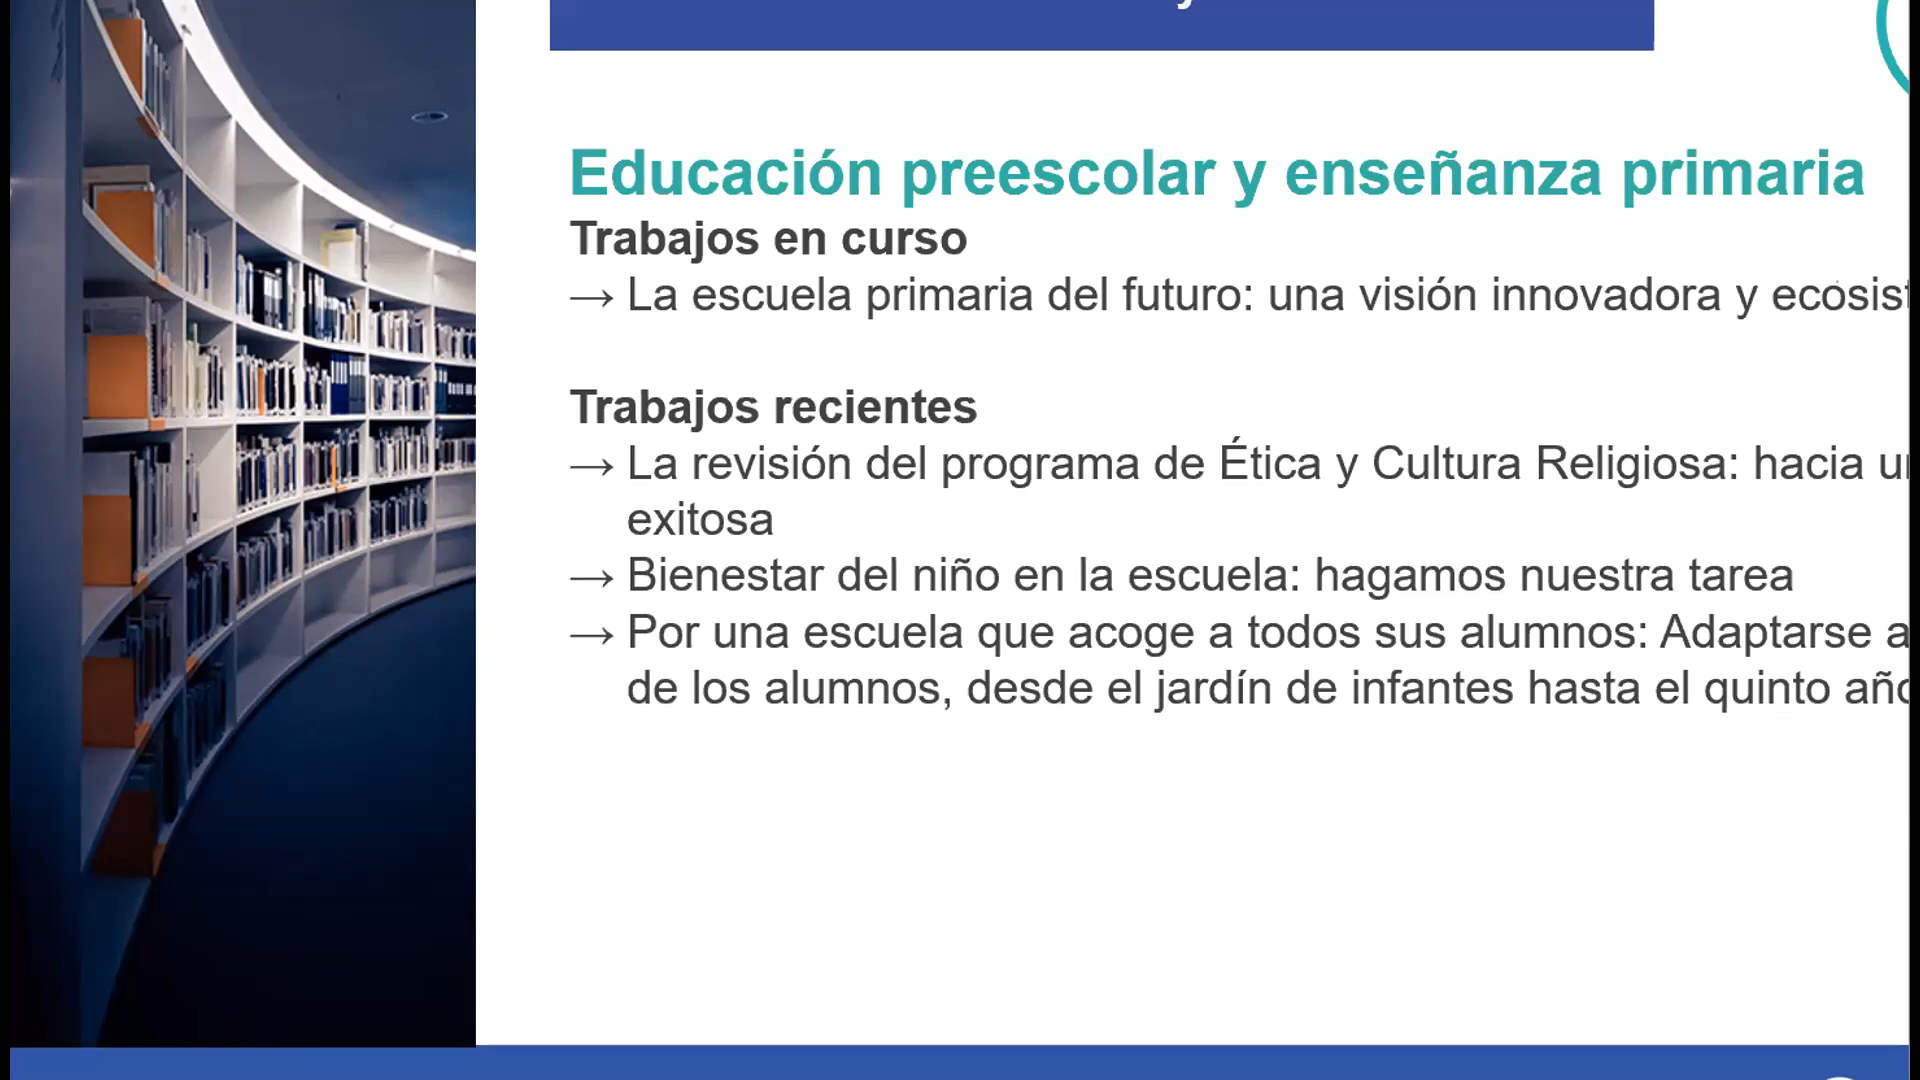 Educación preescolar y enseñanza primaria
Trabajos en curso
→ La escuela primaria del futuro: una visión innovadora y
Trabajos recientes
→ La revisión del programa de Ética y Cultura Religiosa: hacia
exitosa
→ Bienestar del niño en la escuela: hagamos nuestra tarea
→ Por una escuela que acoge a todos sus alumnos: Adaptarse a
de los alumnos, desde el jardín de infantes hasta el quinto